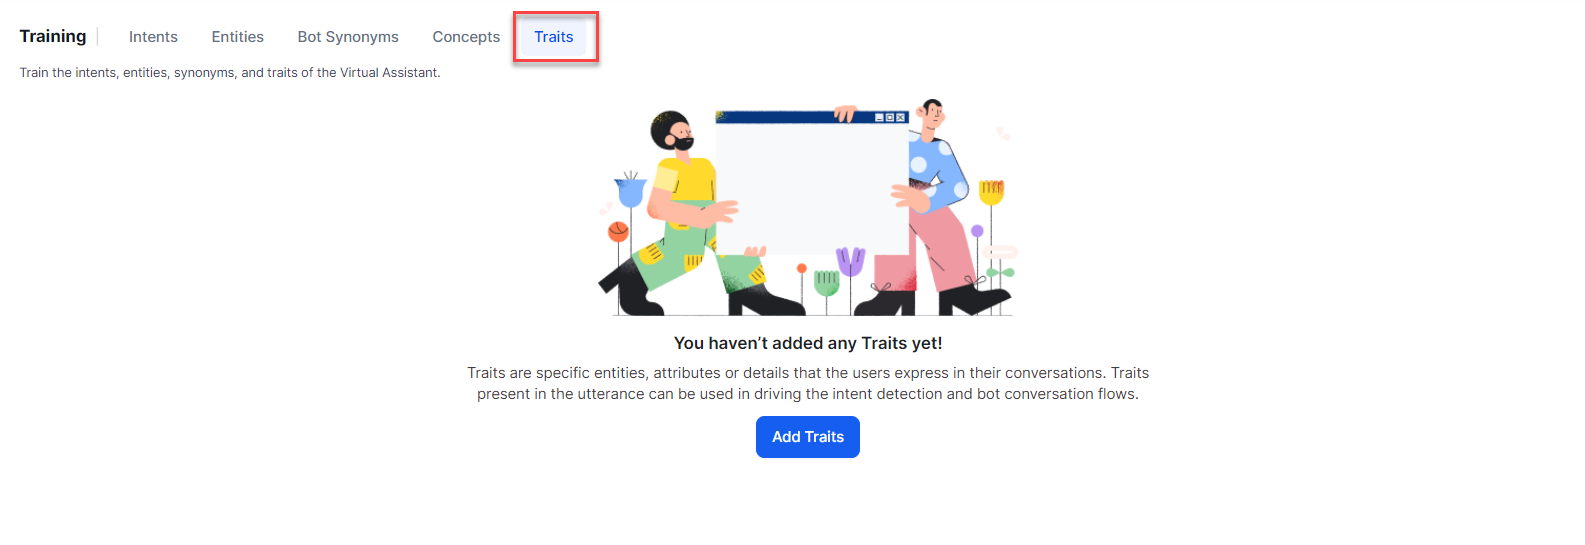 Training Intents Entities Bot Synonyms Concepts Traits
Train the intents, entities, synonyms, and traits of the Virtual Assistant.
You haven’t added any Traits yet!
Traits are specific entities, attributes or details that the users express in their conversations. Traits
present in the utterance can be used in driving the intent detection and bot conversation flows.
Add Traits